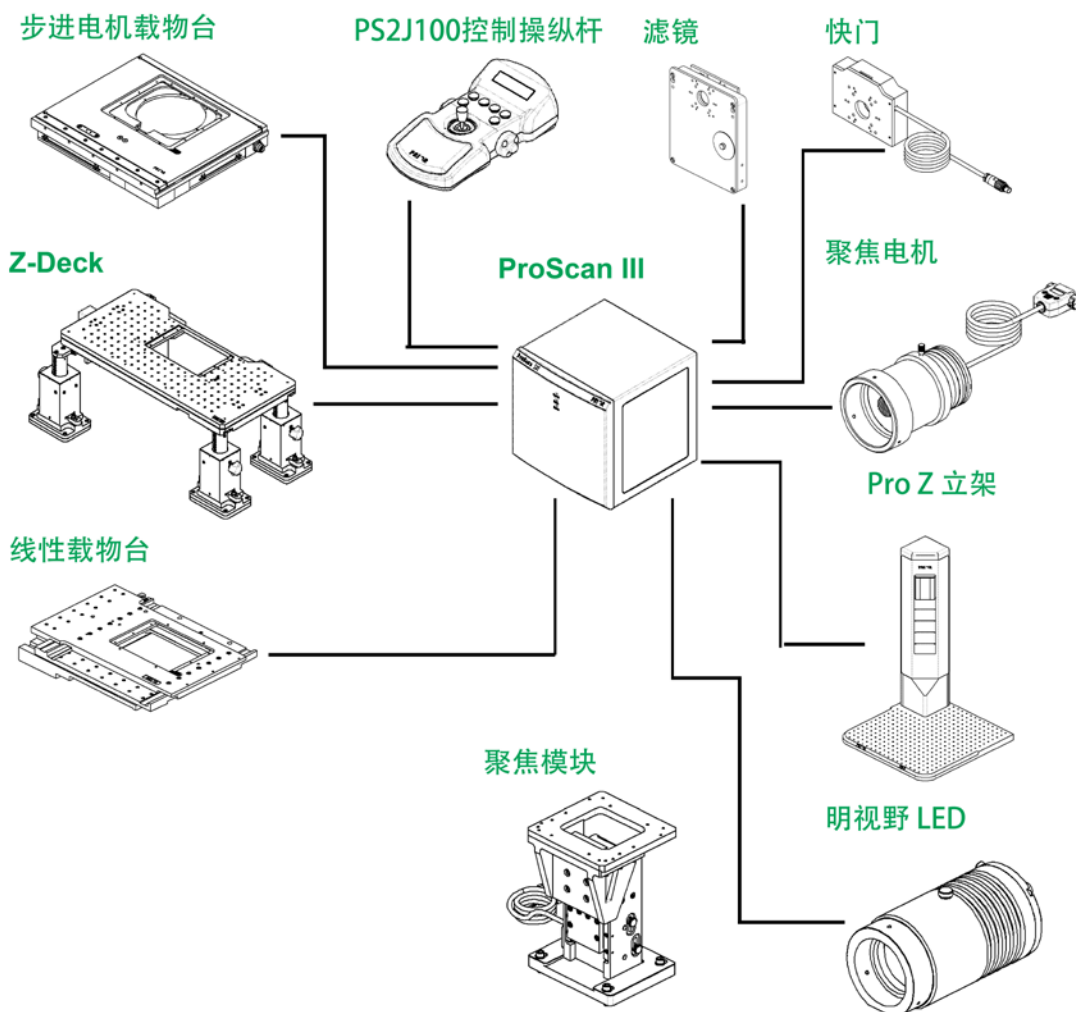 步进电机载物台
PS2J100控制操纵杆
滤镜
快门
Z-Deck
ProScan III
聚焦电机
Pro Z 立架
线性载物台
聚焦模块
明视野 LED